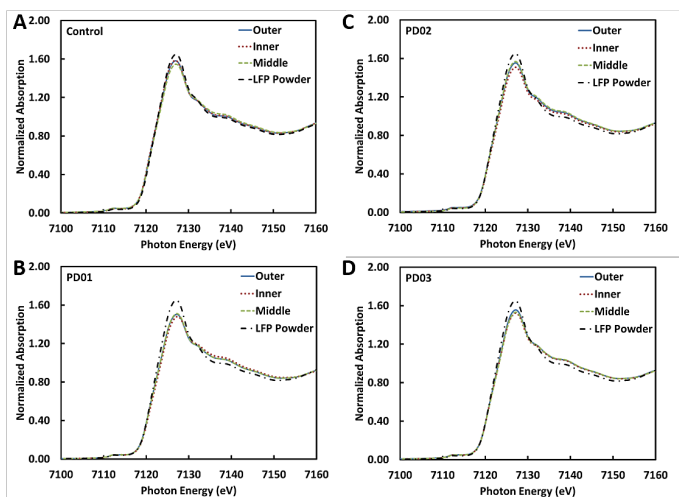 A
Control
Outer
Inner
Middle
LFP Powder
Normalized Absorption
2.00
1.60
1.20
0.80
0.40
0.00
7100 7110 7120 7130 7140 7150 7160
Photon Energy (eV)
C
PD02
Outer
Inner
Middle
LFP Powder
Normalized Absorption
2.00
1.60
1.20
0.80
0.40
0.00
7100 7110 7120 7130 7140 7150 7160
Photon Energy (eV)
B
PD01
Outer
Inner
Middle
LFP Powder
Normalized Absorption
2.00
1.60
1.20
0.80
0.40
0.00
7100 7110 7120 7130 7140 7150 7160
Photon Energy (eV)
D
PD03
Outer
Inner
Middle
LFP Powder
Normalized Absorption
2.00
1.60
1.20
0.80
0.40
0.00
7100 7110 7120 7130 7140 7150 7160
Photon Energy (eV)